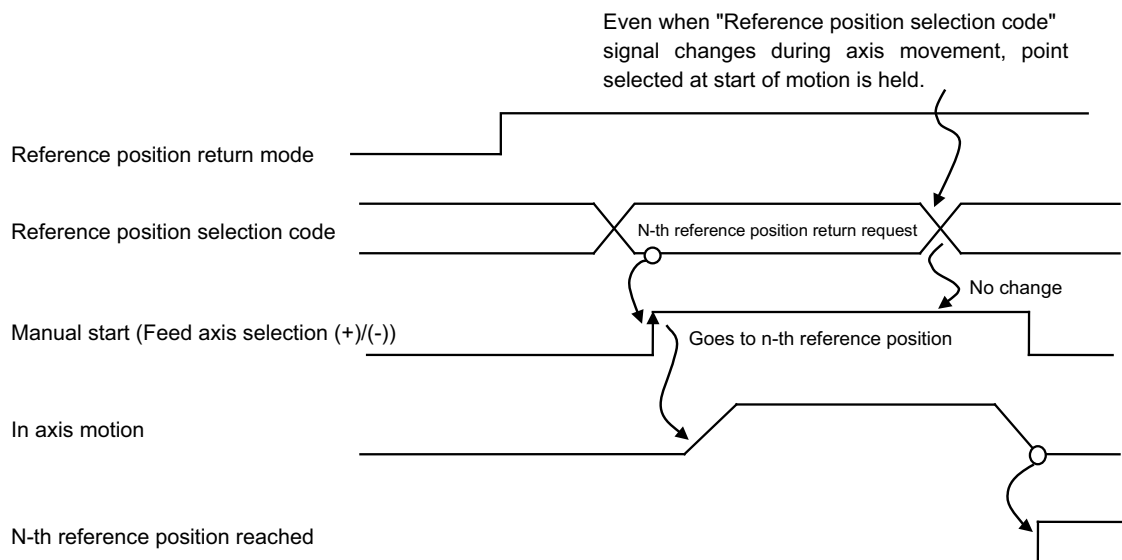 Even when "Reference position selection code"
signal changes during axis movement, point
selected at start of motion is held.
Reference position return mode
Reference position selection code
N-th reference position return request
No change
Manual start (Feed axis selection (+)/(-))
Goes to n-th reference position
In axis motion
N-th reference position reached